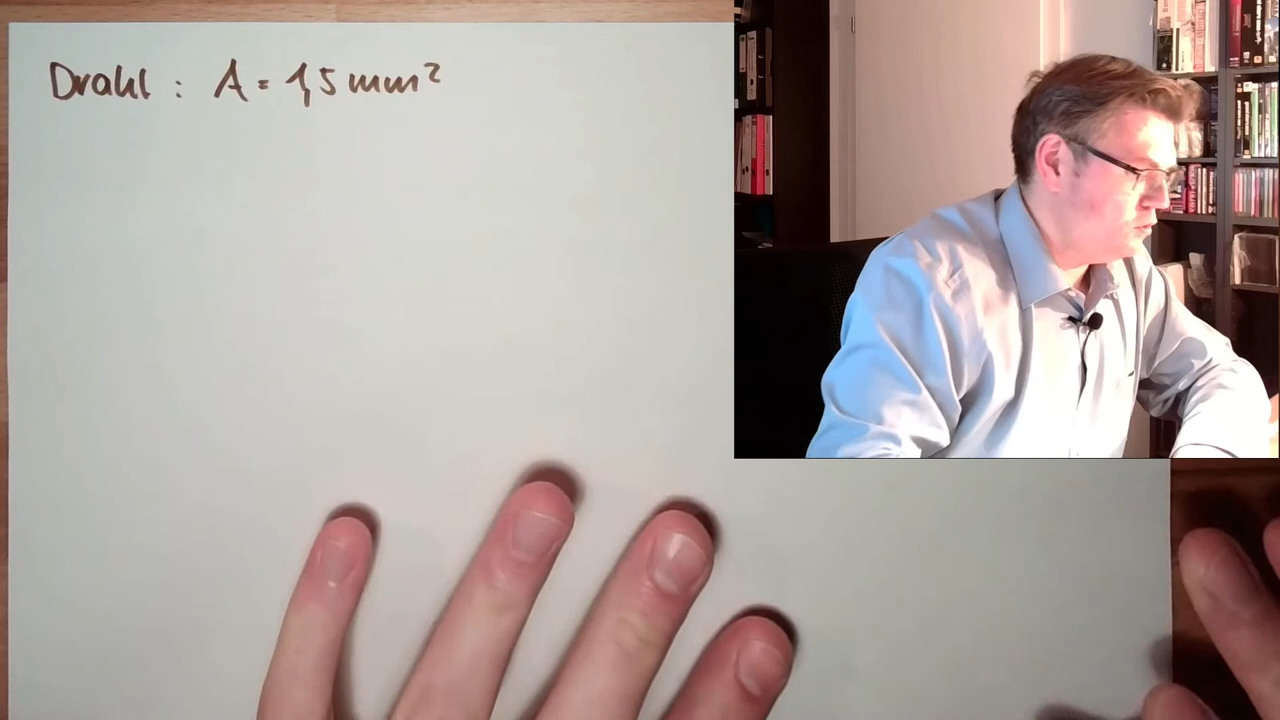 Draht : A = 1,5 mm²